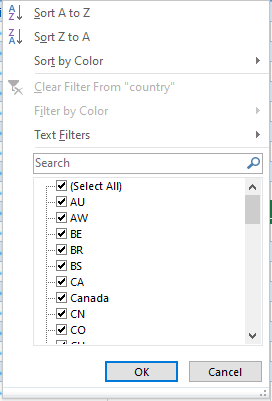 Sort A to Z
Sort Z to A
Sort by Color
Clear Filter From "country"
Filter by Color
Text Filters
Search
(Select All)
AU
AW
BE
BR
BS
CA
Canada
CN
CO
OK
Cancel